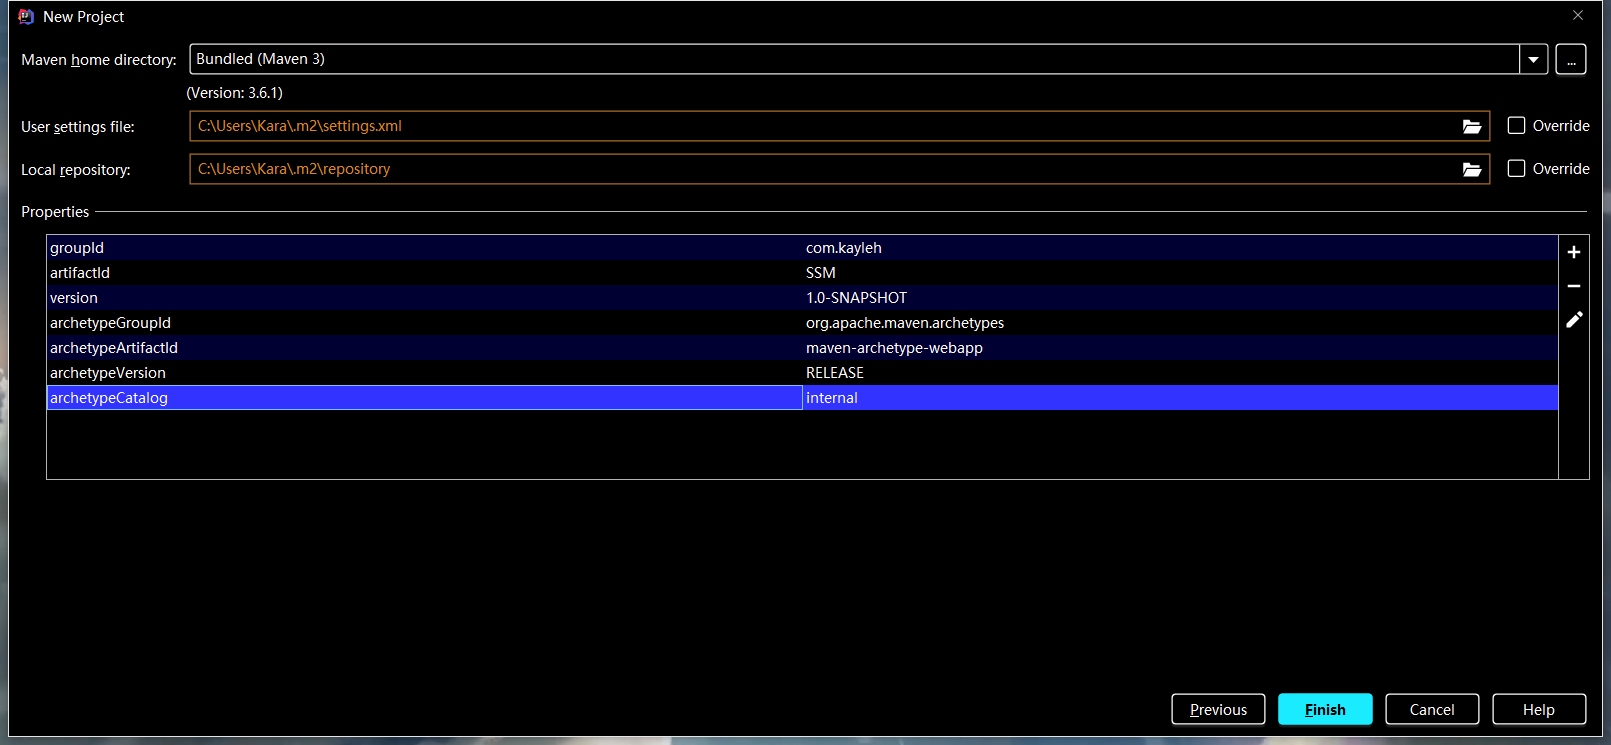 New Project
Maven home directory: Bundled (Maven 3) ...
(Version: 3.6.1)
User settings file: C:\Users\Kara\.m2\settings.xml Override
Local repository: C:\Users\Kara\.m2\repository Override
Properties
groupId com.kayleh
artifactId SSM
version 1.0-SNAPSHOT
archetypeGroupId org.apache.maven.archetypes
archetypeArtifactId maven-archetype-webapp
archetypeVersion RELEASE
archetypeCatalog internal
Previous Finish Cancel Help